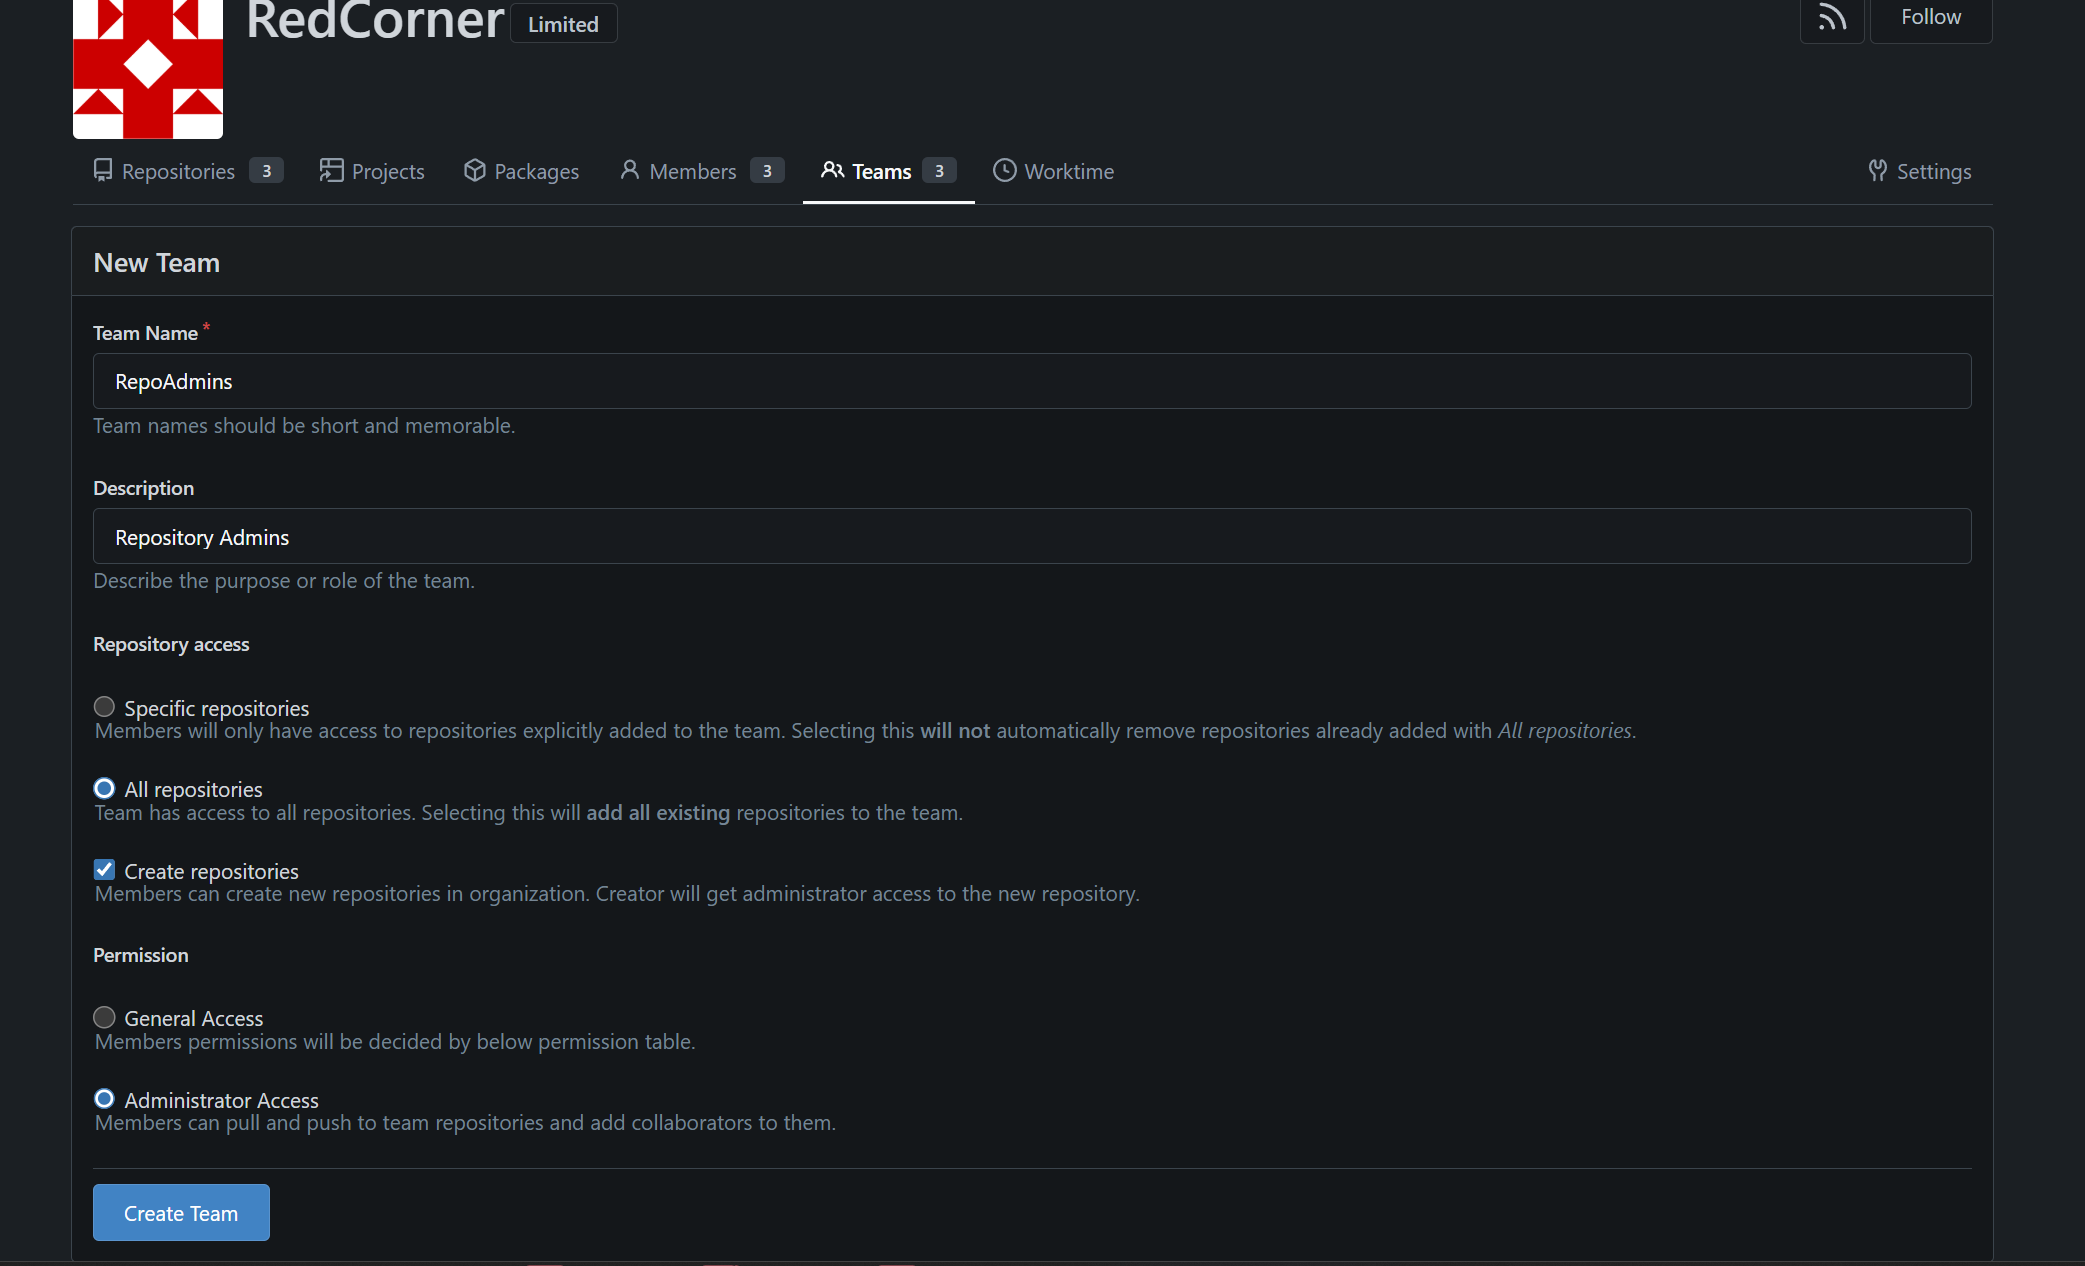 RedCorner Limited
Follow
Repositories 3 Projects Packages Members 3 Teams 3 Worktime Settings
New Team
Team Name *
RepoAdmins
Team names should be short and memorable.
Description
Repository Admins
Describe the purpose or role of the team.
Repository access
Specific repositories
Members will only have access to repositories explicitly added to the team. Selecting this will not automatically remove repositories already added with All repositories.
All repositories
Team has access to all repositories. Selecting this will add all existing repositories to the team.
Create repositories
Members can create new repositories in organization. Creator will get administrator access to the new repository.
Permission
General Access
Members permissions will be decided by below permission table.
Administrator Access
Members can pull and push to team repositories and add collaborators to them.
Create Team